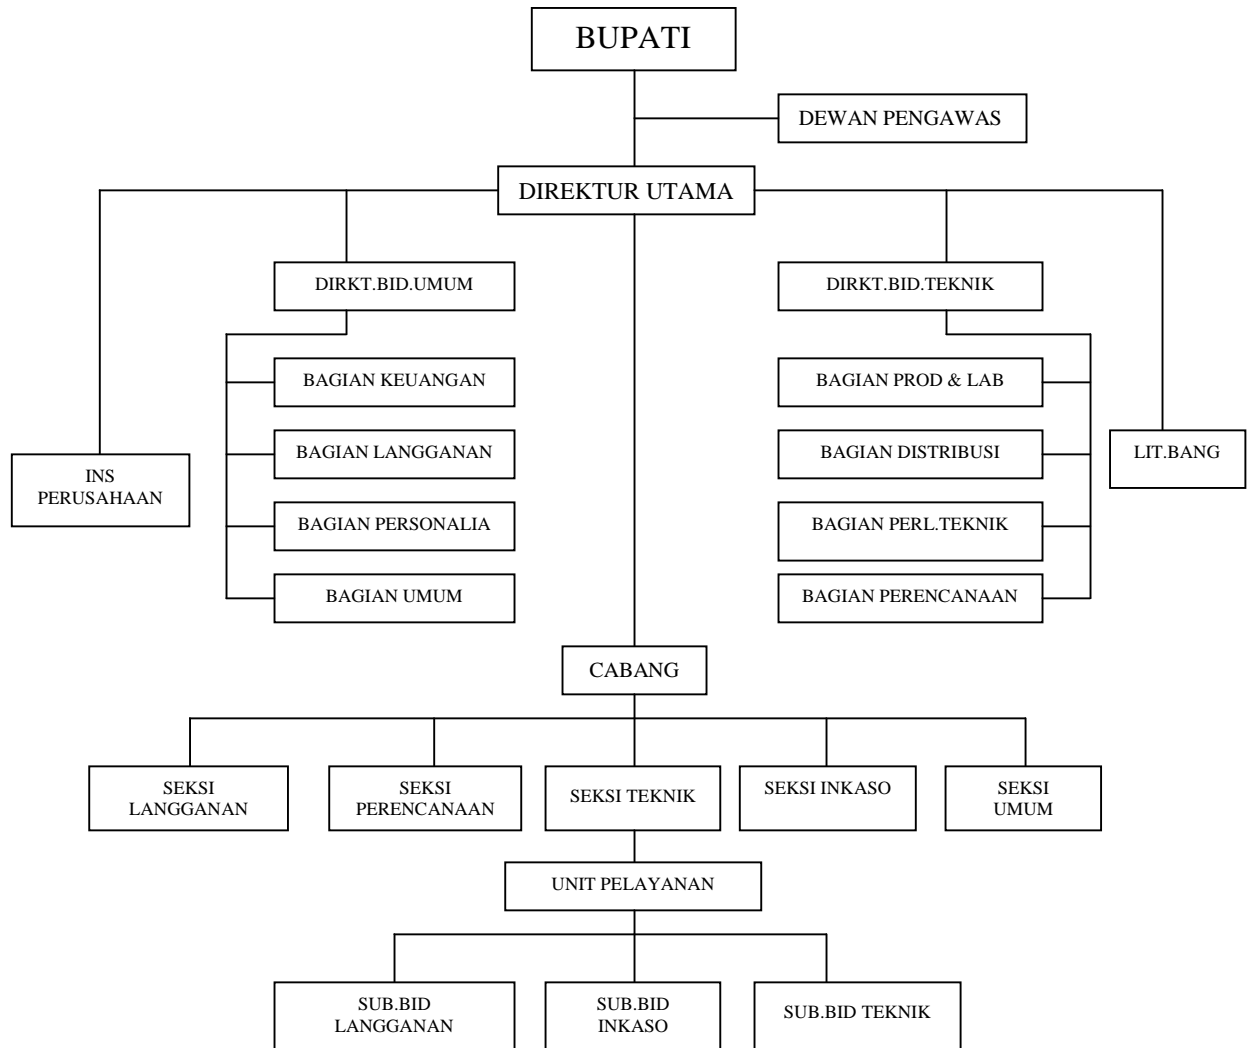 BUPATI
DEWAN PENGAWAS
DIREKTUR UTAMA
DIRKT.BID.UMUM
DIRKT.BID.TEKNIK
BAGIAN KEUANGAN
BAGIAN PROD & LAB
BAGIAN LANGGANAN
BAGIAN DISTRIBUSI
LIT.BANG
INS
PERUSAHAAN
BAGIAN PERSONALIA
BAGIAN PERL.TEKNIK
BAGIAN UMUM
BAGIAN PERENCANAAN
CABANG
SEKSI
LANGGANAN
SEKSI
PERENCANAAN
SEKSI TEKNIK
SEKSI INKASO
SEKSI
UMUM
UNIT PELAYANAN
SUB.BID
LANGGANAN
SUB.BID
INKASO
SUB.BID TEKNIK